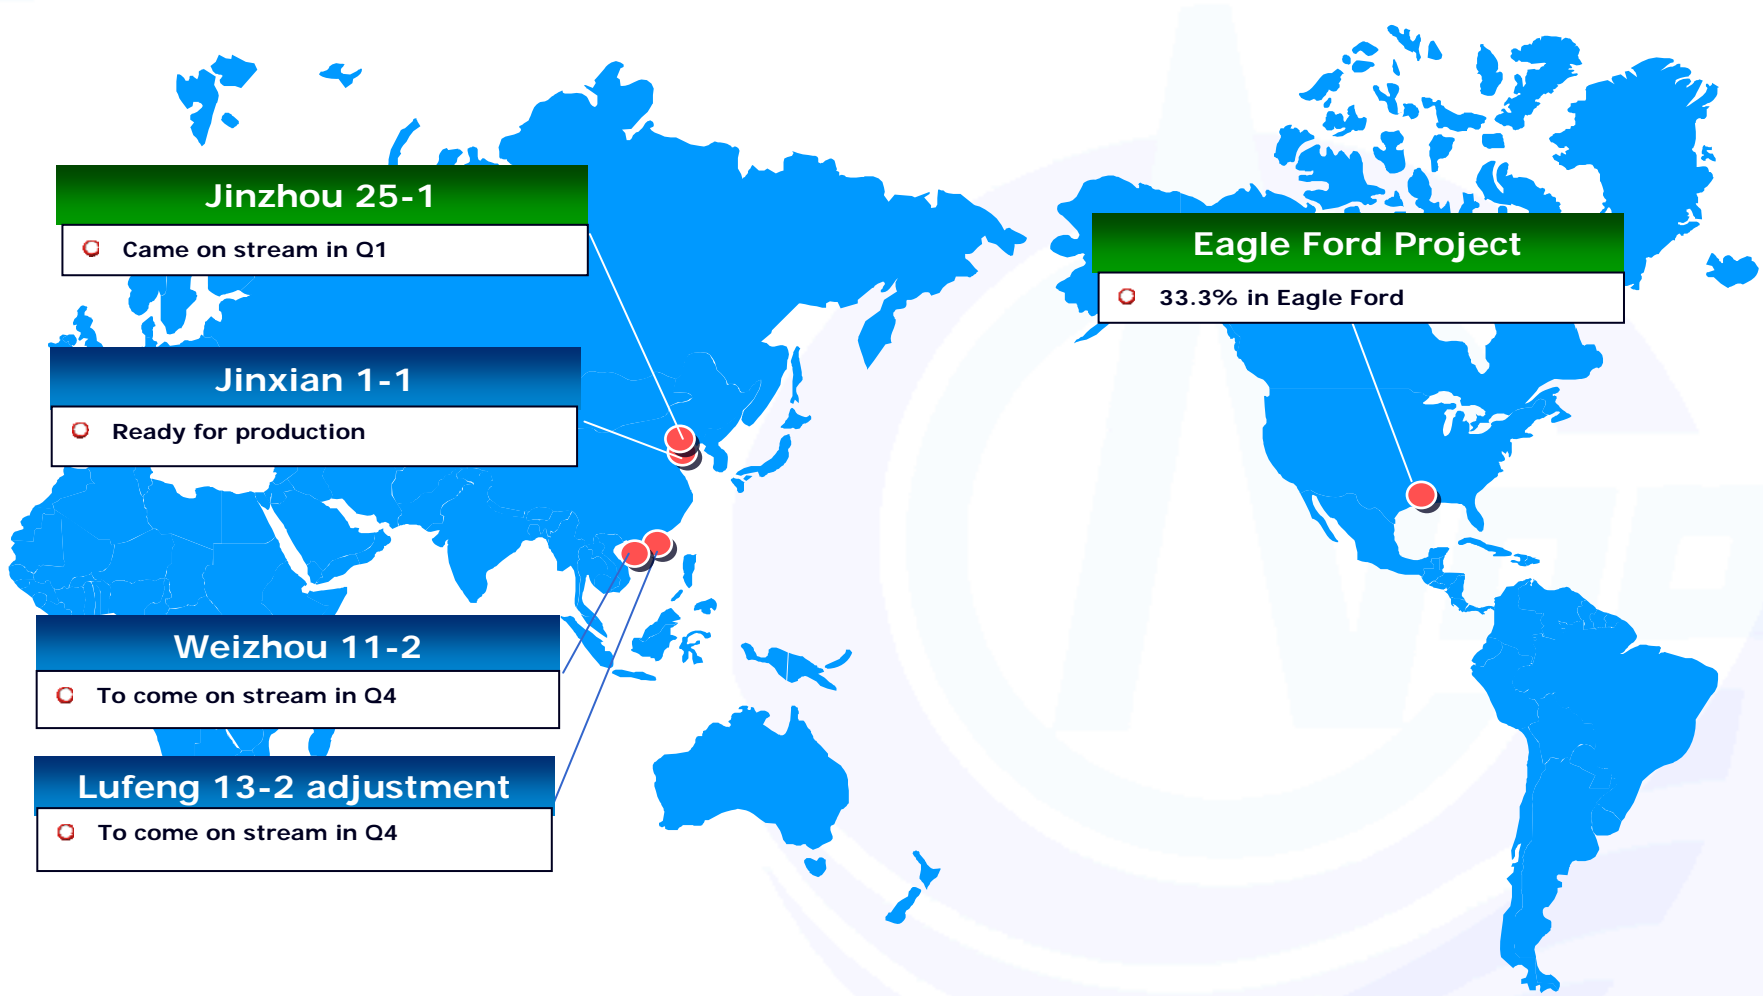 Jinzhou 25-1
Came on stream in Q1
Eagle Ford Project
33.3% in Eagle Ford
Jinxian 1-1
Ready for production
Weizhou 11-2
To come on stream in Q4
Lufeng 13-2 adjustment
To come on stream in Q4